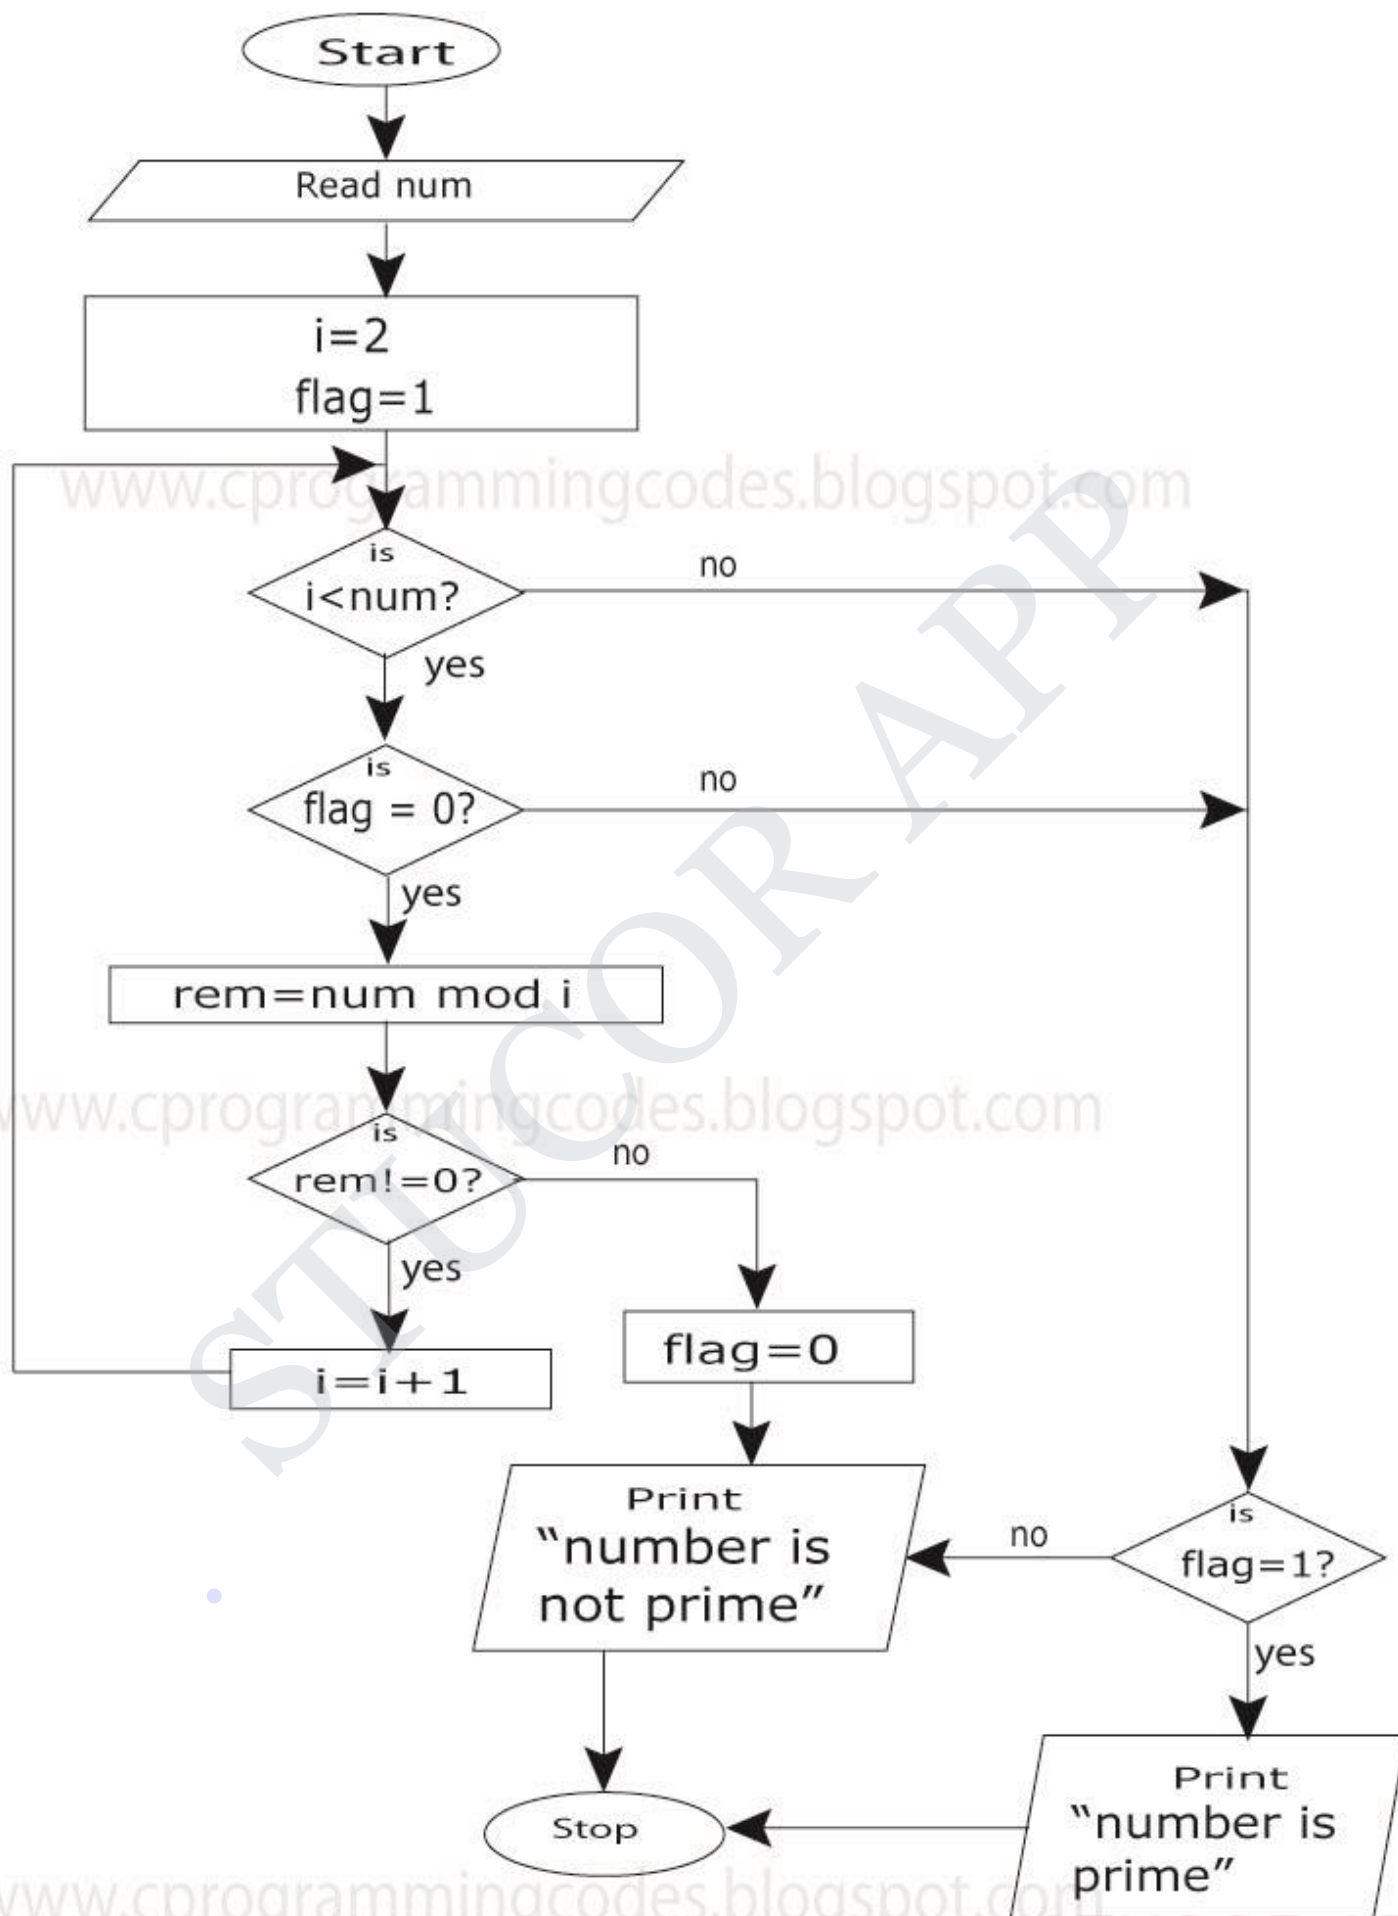 Start
Read num
i=2
flag=1
www.cprogrammingcodes.blogspot.com
is
i<num?
no
yes
is
flag = 0?
no
yes
rem=num mod i
www.cprogrammingcodes.blogspot.com
is
rem!=0?
no
yes
i=i+1
flag=0
Print
“number is
not prime”
is
flag=1?
no
yes
Print
“number is
prime”
Stop
www.cprogrammingcodes.blogspot.com
STUCOR APP